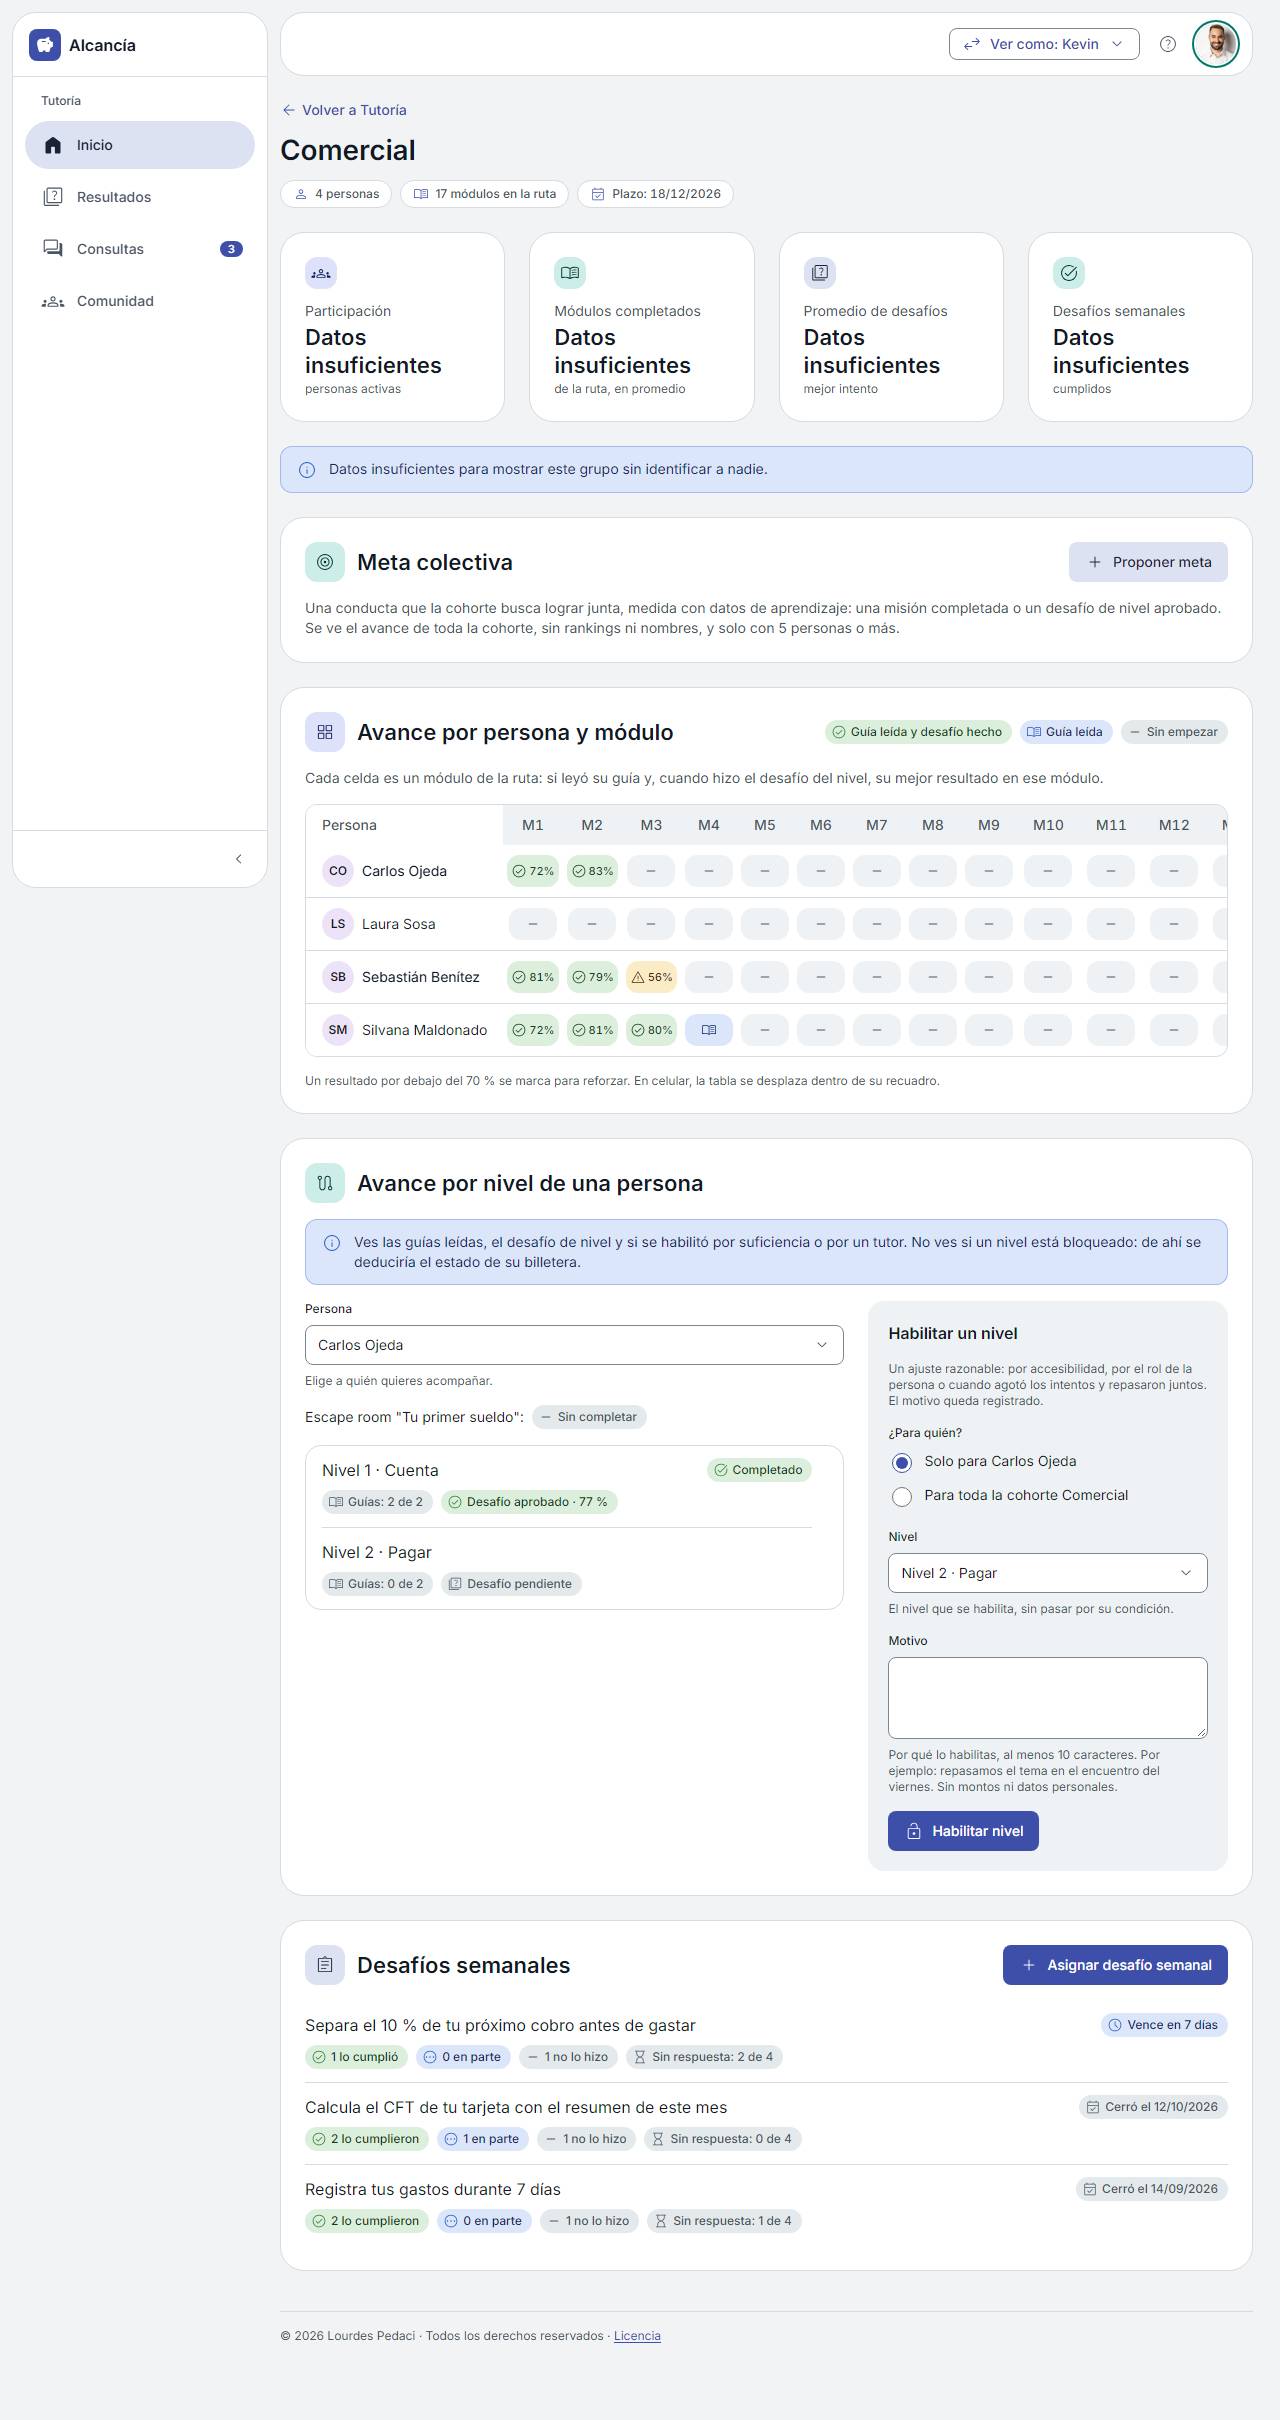 Alcancía
Ver como: Kevin
Tutoría
Inicio
Resultados
Consultas 3
Comunidad
Volver a Tutoría
Comercial
4 personas
17 módulos en la ruta
Plazo: 18/12/2026
Participación
Datos
insuficientes
personas activas
Módulos completados
Datos
insuficientes
de la ruta, en promedio
Promedio de desafíos
Datos
insuficientes
mejor intento
Desafíos semanales
Datos
insuficientes
cumplidos
Datos insuficientes para mostrar este grupo sin identificar a nadie.
Meta colectiva
Proponer meta
Una conducta que la cohorte busca lograr junta, medida con datos de aprendizaje: una misión completada o un desafío de nivel aprobado.
Se ve el avance de toda la cohorte, sin rankings ni nombres, y solo con 5 personas o más.
Avance por persona y módulo
Guía leída y desafío hecho
Guía leída
Sin empezar
Cada celda es un módulo de la ruta: si leyó su guía y, cuando hizo el desafío del nivel, su mejor resultado en ese módulo.
Persona M1 M2 M3 M4 M5 M6 M7 M8 M9 M10 M11 M12
CO Carlos Ojeda 72% 83% – – – – – – – – – –
LS Laura Sosa – – – – – – – – – – – –
SB Sebastián Benítez 81% 79% 56% – – – – – – – – –
SM Silvana Maldonado 72% 81% 80% – – – – – – – –
Un resultado por debajo del 70 % se marca para reforzar. En celular, la tabla se desplaza dentro de su recuadro.
Avance por nivel de una persona
Ves las guías leídas, el desafío de nivel y si se habilitó por suficiencia o por un tutor. No ves si un nivel está bloqueado: de ahí se
deduciría el estado de su billetera.
Persona
Carlos Ojeda
Elige a quién quieres acompañar.
Escape room "Tu primer sueldo": – Sin completar
Nivel 1 · Cuenta
Completado
Guías: 2 de 2
Desafío aprobado · 77 %
Nivel 2 · Pagar
Guías: 0 de 2
Desafío pendiente
Habilitar un nivel
Un ajuste razonable: por accesibilidad, por el rol de la
persona o cuando agotó los intentos y repasaron juntos.
El motivo queda registrado.
¿Para quién?
Solo para Carlos Ojeda
Para toda la cohorte Comercial
Nivel
Nivel 2 · Pagar
El nivel que se habilita, sin pasar por su condición.
Motivo
Por qué lo habilitas, al menos 10 caracteres. Por
ejemplo: repasamos el tema en el encuentro del
viernes. Sin montos ni datos personales.
Habilitar nivel
Desafíos semanales
Asignar desafío semanal
Separa el 10 % de tu próximo cobro antes de gastar
Vence en 7 días
1 lo cumplió
0 en parte
1 no lo hizo
Sin respuesta: 2 de 4
Calcula el CFT de tu tarjeta con el resumen de este mes
Cerró el 12/10/2026
2 lo cumplieron
1 en parte
1 no lo hizo
Sin respuesta: 0 de 4
Registra tus gastos durante 7 días
Cerró el 14/09/2026
2 lo cumplieron
0 en parte
1 no lo hizo
Sin respuesta: 1 de 4
© 2026 Lourdes Pedaci · Todos los derechos reservados · Licencia